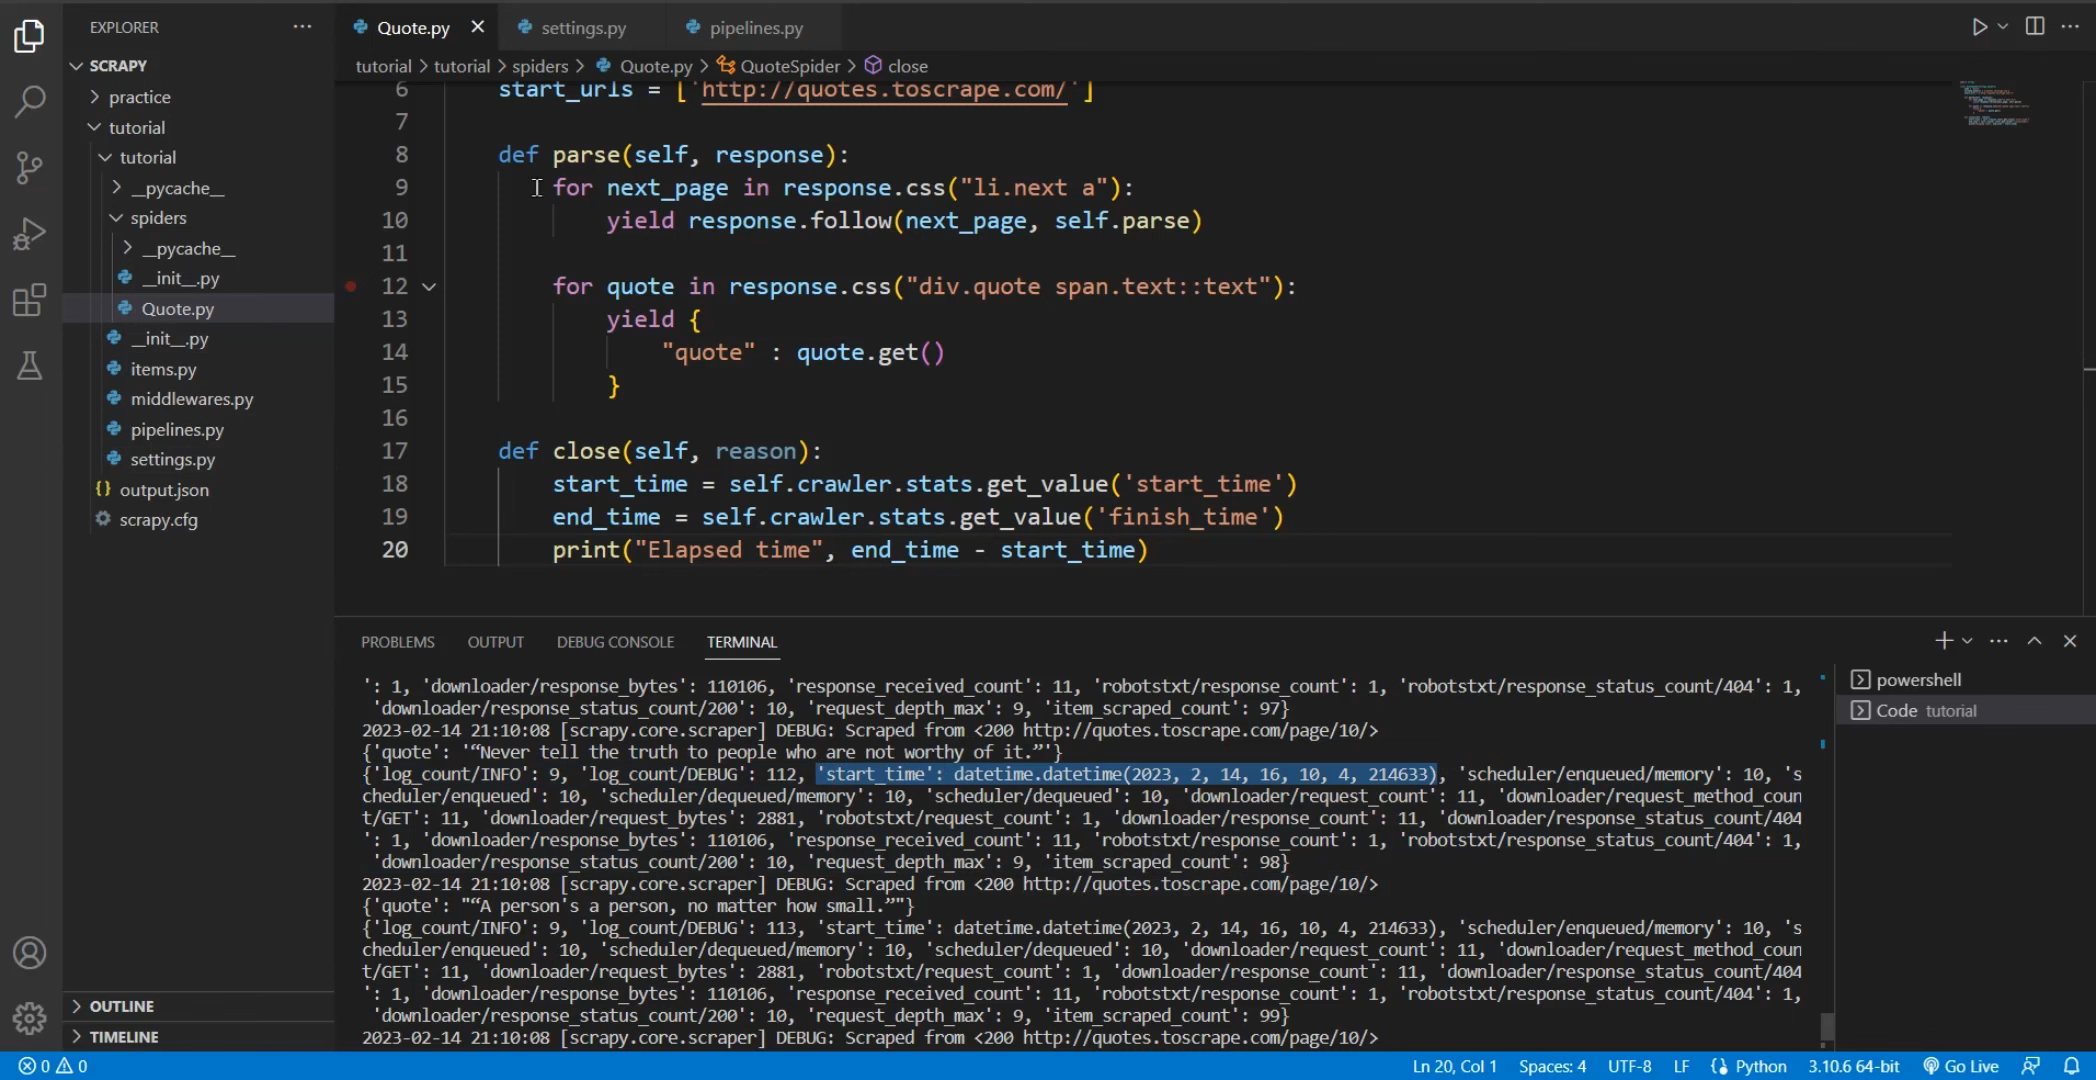 EXPLORER
SCRAPY
practice
tutorial
tutorial
__pycache__
spiders
__pycache__
__init__.py
Quote.py
__init__.py
items.py
middlewares.py
pipelines.py
settings.py
{} output.json
scrapy.cfg
OUTLINE
TIMELINE
Quote.py
settings.py
pipelines.py
tutorial > tutorial > spiders > Quote.py > QuoteSpider > close
6 start_urls = ['http://quotes.toscrape.com/']
7
8 def parse(self, response):
9 for next_page in response.css("li.next a"):
10 yield response.follow(next_page, self.parse)
11
12 for quote in response.css("div.quote span.text::text"):
13 yield {
14 "quote" : quote.get()
15 }
16
17 def close(self, reason):
18 start_time = self.crawler.stats.get_value('start_time')
19 end_time = self.crawler.stats.get_value('finish_time')
20 print("Elapsed time", end_time - start_time)
PROBLEMS OUTPUT DEBUG CONSOLE TERMINAL
': 1, 'downloader/response_bytes': 110106, 'response_received_count': 11, 'robotstxt/response_count': 1, 'robotstxt/response_status_count/404': 1,
'downloader/response_status_count/200': 10, 'request_depth_max': 9, 'item_scraped_count': 97}
2023-02-14 21:10:08 [scrapy.core.scraper] DEBUG: Scraped from <200 http://quotes.toscrape.com/page/10/>
{'quote': '“Never tell the truth to people who are not worthy of it.”'}
{'log_count/INFO': 9, 'log_count/DEBUG': 112, 'start_time': datetime.datetime(2023, 2, 14, 16, 10, 4, 214633), 'scheduler/enqueued/memory': 10, 's
cheduler/enqueued': 10, 'scheduler/dequeued/memory': 10, 'scheduler/dequeued': 10, 'downloader/request_count': 11, 'downloader/request_method_coun
t/GET': 11, 'downloader/request_bytes': 2881, 'robotstxt/request_count': 1, 'downloader/response_count': 11, 'downloader/response_status_count/404
': 1, 'downloader/response_bytes': 110106, 'response_received_count': 11, 'robotstxt/response_count': 1, 'robotstxt/response_status_count/404': 1,
'downloader/response_status_count/200': 10, 'request_depth_max': 9, 'item_scraped_count': 98}
2023-02-14 21:10:08 [scrapy.core.scraper] DEBUG: Scraped from <200 http://quotes.toscrape.com/page/10/>
{'quote': "“A person's a person, no matter how small.”"}
{'log_count/INFO': 9, 'log_count/DEBUG': 113, 'start_time': datetime.datetime(2023, 2, 14, 16, 10, 4, 214633), 'scheduler/enqueued/memory': 10, 's
cheduler/enqueued': 10, 'scheduler/dequeued/memory': 10, 'scheduler/dequeued': 10, 'downloader/request_count': 11, 'downloader/request_method_coun
t/GET': 11, 'downloader/request_bytes': 2881, 'robotstxt/request_count': 1, 'downloader/response_count': 11, 'downloader/response_status_count/404
': 1, 'downloader/response_bytes': 110106, 'response_received_count': 11, 'robotstxt/response_count': 1, 'robotstxt/response_status_count/404': 1,
'downloader/response_status_count/200': 10, 'request_depth_max': 9, 'item_scraped_count': 99}
2023-02-14 21:10:08 [scrapy.core.scraper] DEBUG: Scraped from <200 http://quotes.toscrape.com/page/10/>
powershell
Code tutorial
0 0 Ln 20, Col 1 Spaces: 4 UTF-8 LF Python 3.10.6 64-bit Go Live